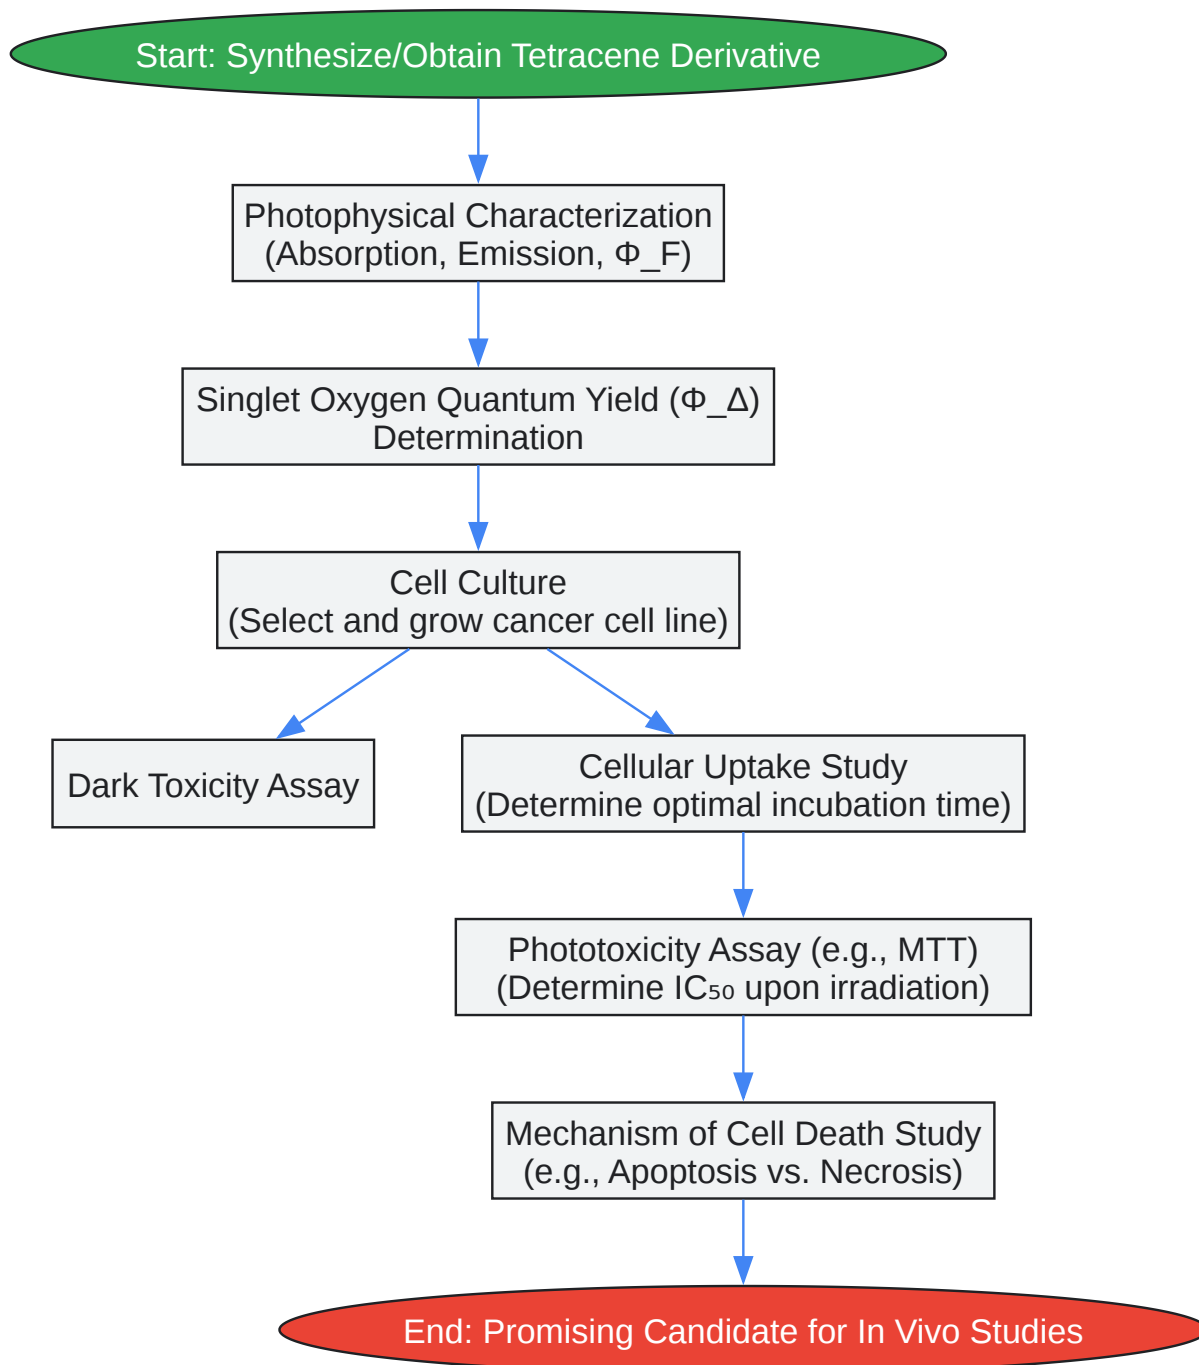 Start: Synthesize/Obtain Tetracene Derivative
Photophysical Characterization
(Absorption, Emission, Φ_F)
Singlet Oxygen Quantum Yield (Φ_Δ)
Determination
Cell Culture
(Select and grow cancer cell line)
Dark Toxicity Assay
Cellular Uptake Study
(Determine optimal incubation time)
Phototoxicity Assay (e.g., MTT)
(Determine IC₅₀ upon irradiation)
Mechanism of Cell Death Study
(e.g., Apoptosis vs. Necrosis)
End: Promising Candidate for In Vivo Studies